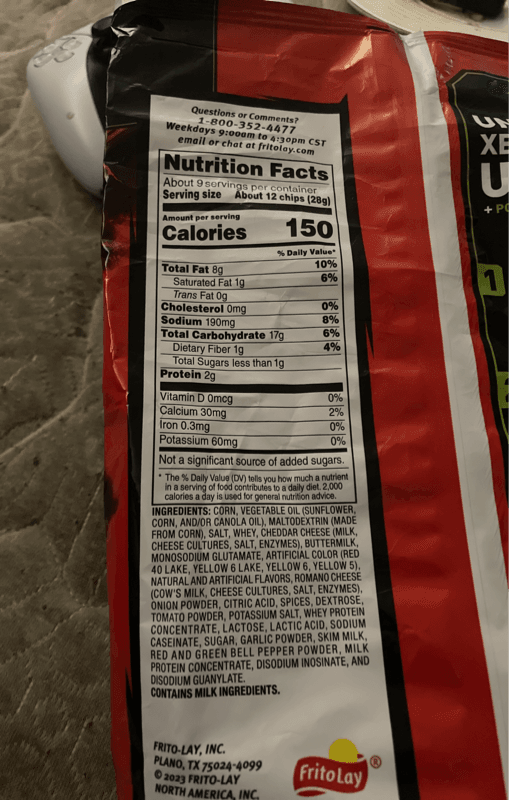 Questions or Comments?
1-800-352-4477
Weekdays 9:00am to 4:30pm CST
email or chat at fritolay.com
Nutrition Facts
About 9 servings per container
Serving size About 12 chips (28g)
Amount per serving
Calories 150
% Daily Value*
Total Fat 8g 10%
Saturated Fat 1g 6%
Trans Fat 0g
Cholesterol 0mg 0%
Sodium 190mg 8%
Total Carbohydrate 17g 6%
Dietary Fiber 1g 4%
Total Sugars less than 1g
Protein 2g
Vitamin D 0mcg 0%
Calcium 30mg 2%
Iron 0.3mg 0%
Potassium 60mg 0%
Not a significant source of added sugars.
* The % Daily Value (DV) tells you how much a nutrient
in a serving of food contributes to a daily diet. 2,000
calories a day is used for general nutrition advice.
INGREDIENTS: CORN, VEGETABLE OIL (SUNFLOWER,
CORN, AND/OR CANOLA OIL), MALTODEXTRIN (MADE
FROM CORN), SALT, WHEY, CHEDDAR CHEESE (MILK,
CHEESE CULTURES, SALT, ENZYMES), BUTTERMILK,
MONOSODIUM GLUTAMATE, ARTIFICIAL COLOR (RED
40 LAKE, YELLOW 6 LAKE, YELLOW 6, YELLOW 5),
NATURAL AND ARTIFICIAL FLAVORS, ROMANO CHEESE
(COW'S MILK, CHEESE CULTURES, SALT, ENZYMES),
ONION POWDER, CITRIC ACID, SPICES, DEXTROSE,
TOMATO POWDER, POTASSIUM SALT, WHEY PROTEIN
CONCENTRATE, LACTOSE, LACTIC ACID, SODIUM
CASEINATE, SUGAR, GARLIC POWDER, SKIM MILK,
RED AND GREEN BELL PEPPER POWDER, MILK
PROTEIN CONCENTRATE, DISODIUM INOSINATE, AND
DISODIUM GUANYLATE.
CONTAINS MILK INGREDIENTS.
FRITO-LAY, INC.
PLANO, TX 75024-4099
© 2023 FRITO-LAY
NORTH AMERICA, INC.
FritoLay ®
UN
XB
U
+ PO
1